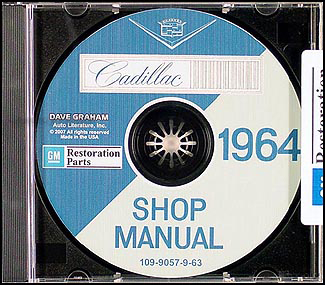 Cadillac
DAVE GRAHAM
Auto Literature, Inc.
© 2007 All rights reserved
Made in the USA
GM Restoration
Parts
1964
SHOP
MANUAL
109-9057-9-63
Restoration